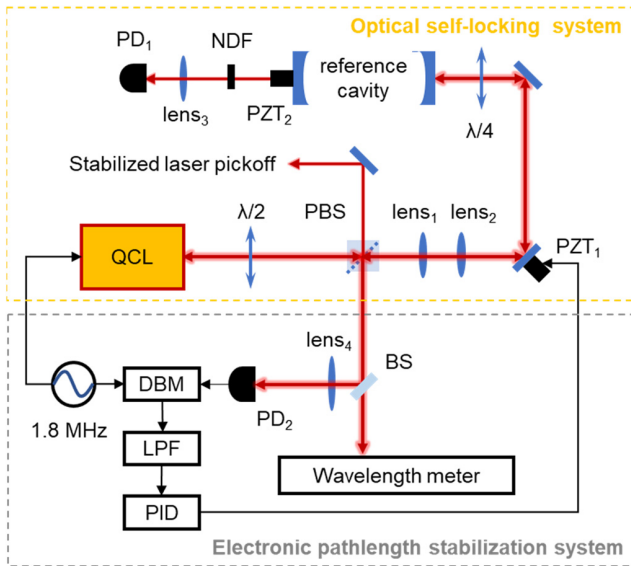 Optical self-locking system
PD1
NDF
reference
cavity
lens3
PZT2
λ/4
Stabilized laser pickoff
λ/2
PBS
lens1
lens2
PZT1
QCL
lens4
BS
DBM
PD2
1.8 MHz
LPF
Wavelength meter
PID
Electronic pathlength stabilization system